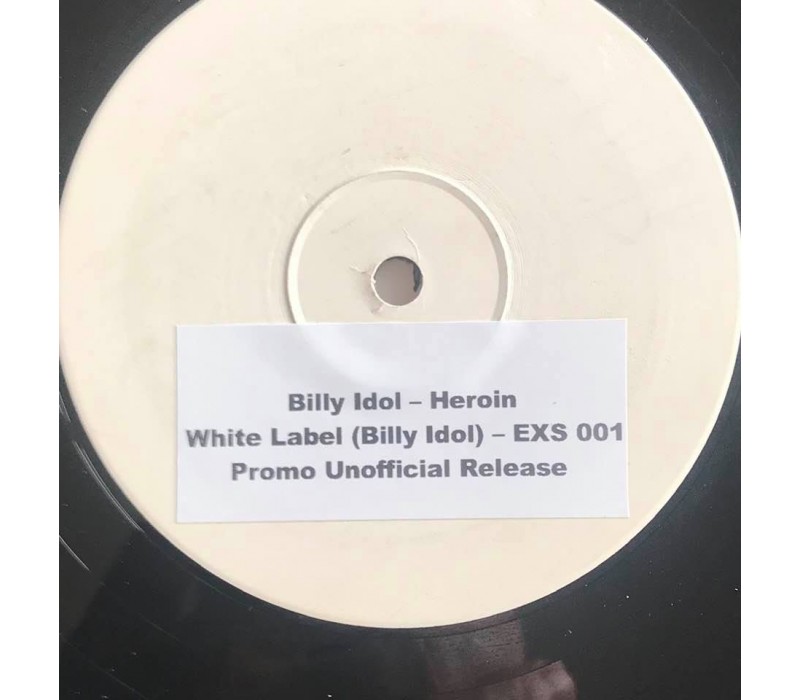 Billy Idol – Heroin
White Label (Billy Idol) – EXS 001
Promo Unofficial Release